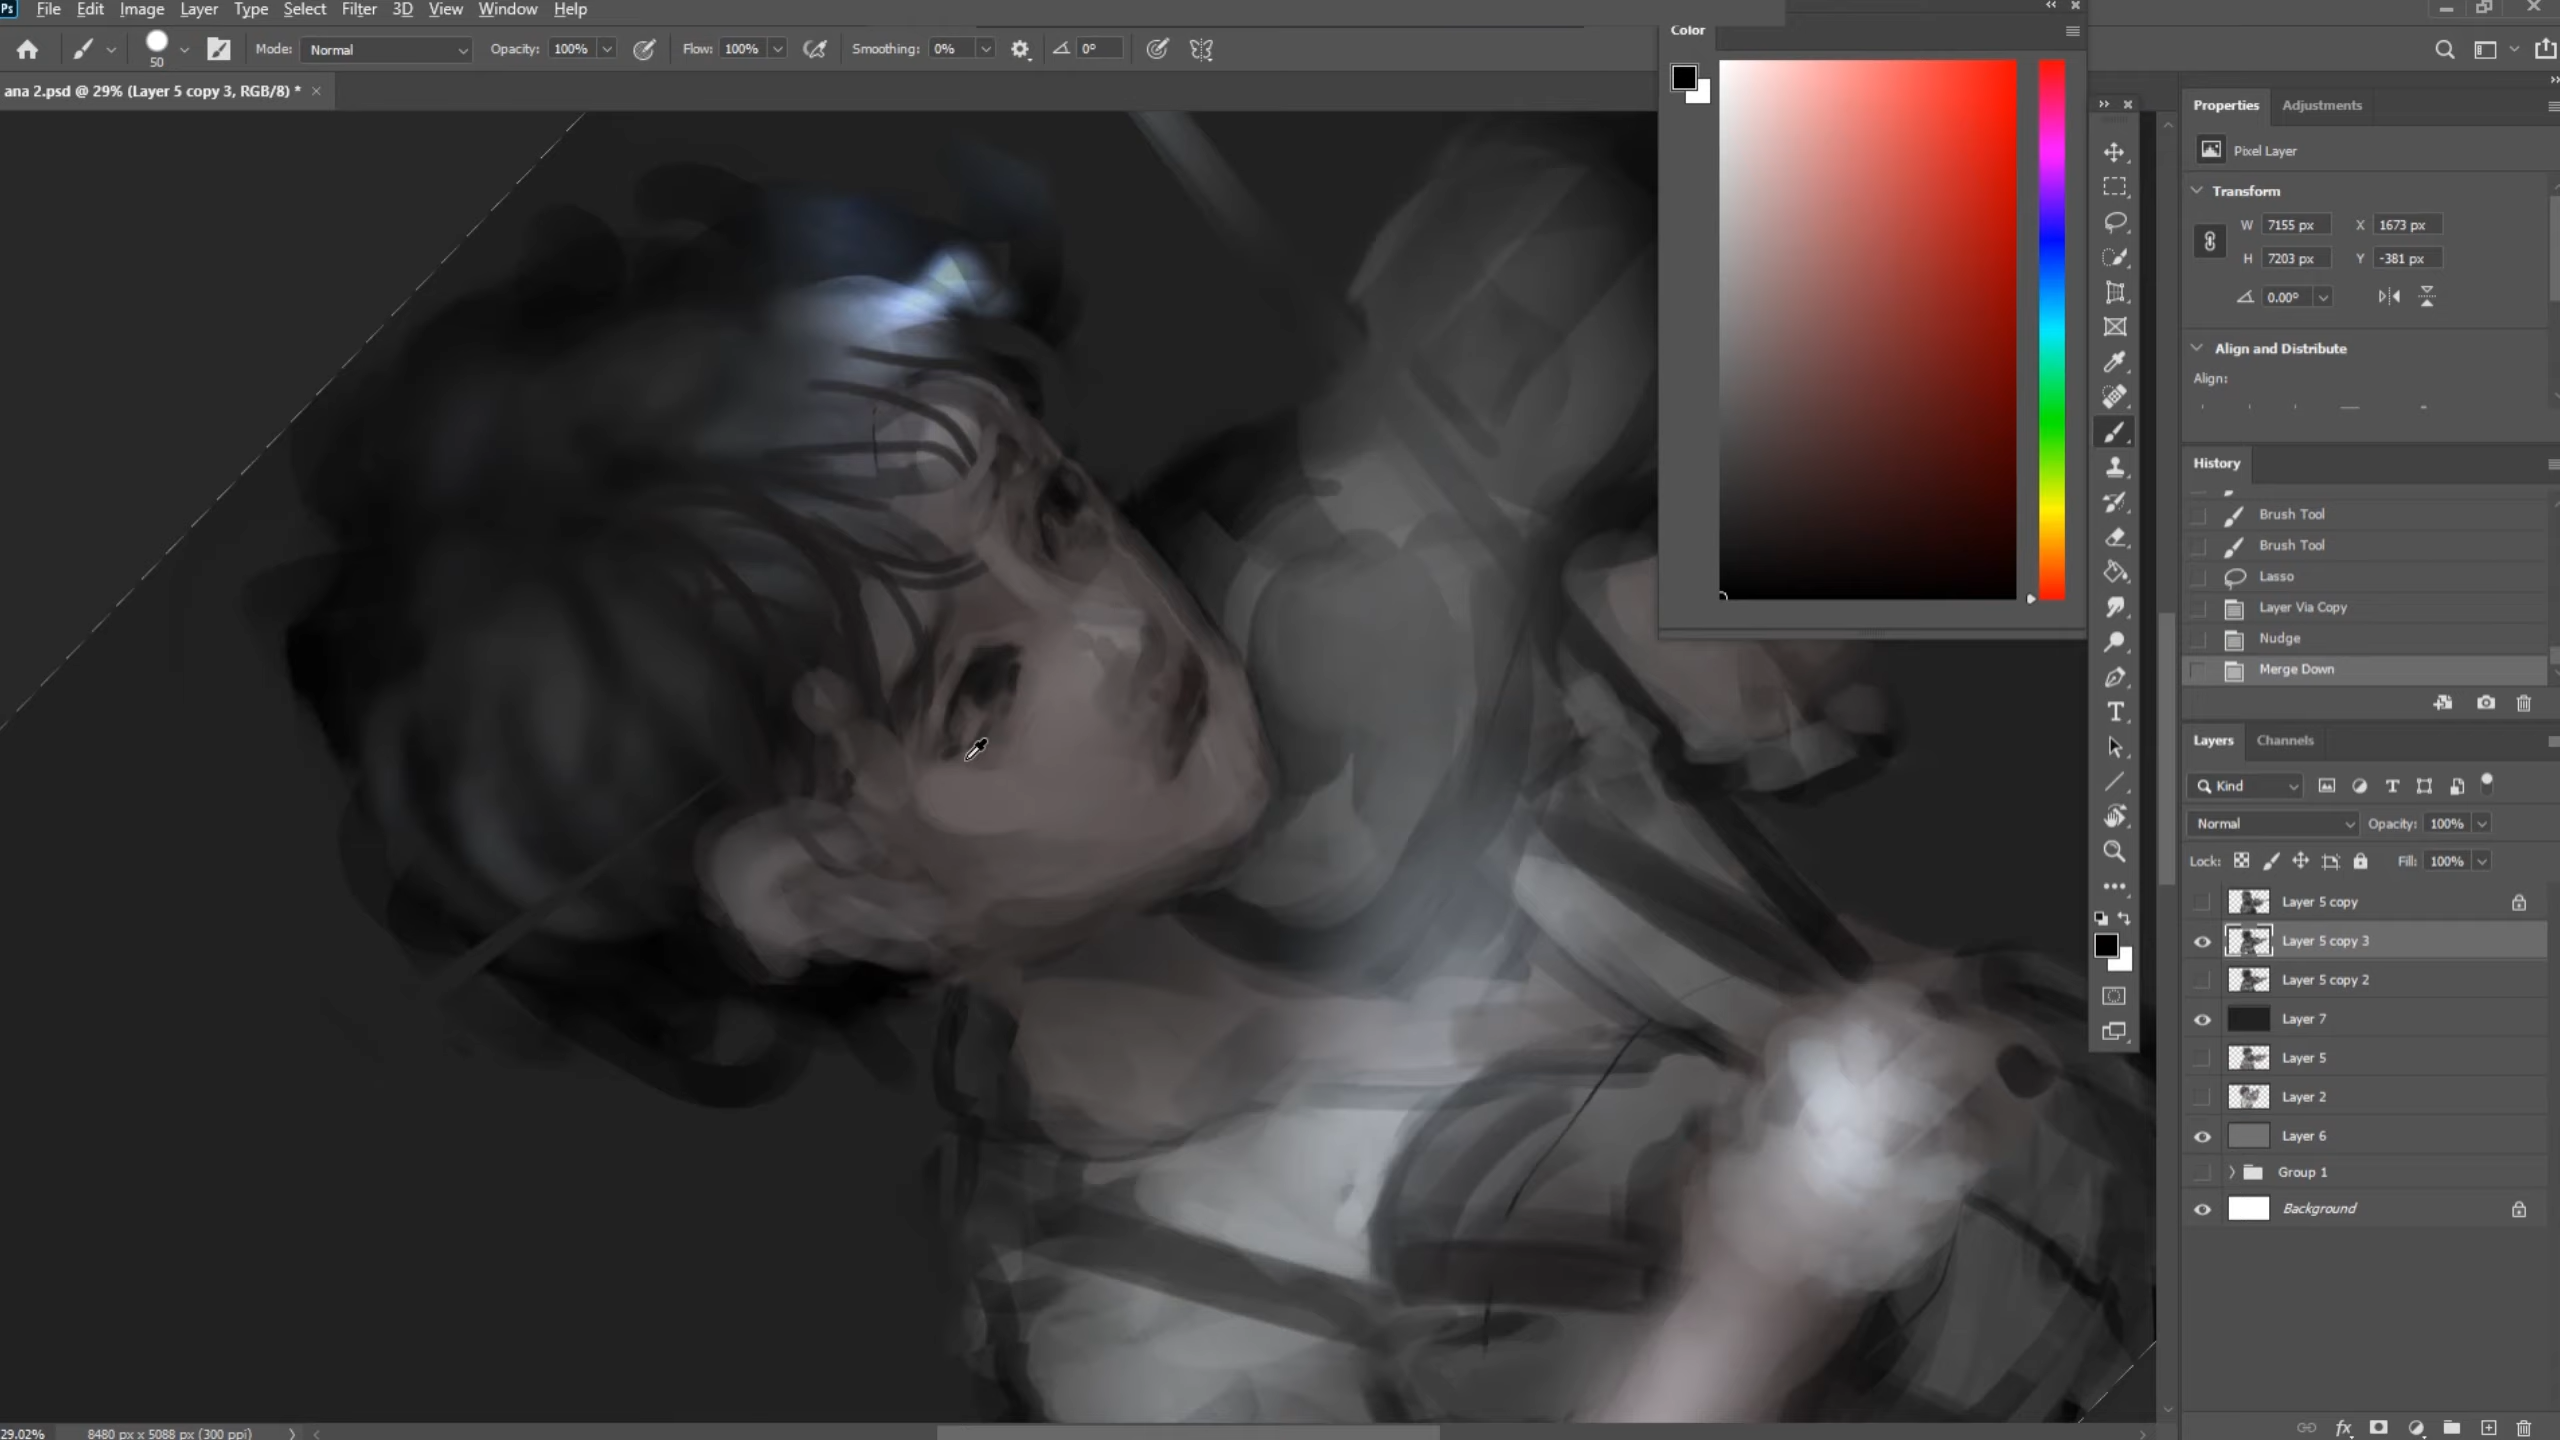 Ps File Edit Image Layer Type Select Filter 3D View Window Help
50 Mode: Normal Opacity: 100% Flow: 100% Smoothing: 0% 0°
ana 2.psd @ 29% (Layer 5 copy 3, RGB/8) * ×
Color
Properties Adjustments
Pixel Layer
Transform
W 7155 px X 1673 px
H 7203 px Y -381 px
0.00°
Align and Distribute
Align:
History
Brush Tool
Brush Tool
Lasso
Layer Via Copy
Nudge
Merge Down
Layers Channels
Kind
Normal Opacity: 100%
Lock: Fill: 100%
Layer 5 copy
Layer 5 copy 3
Layer 5 copy 2
Layer 7
Layer 5
Layer 2
Layer 6
Group 1
Background
29.02% 8480 px x 5088 px (300 ppi)